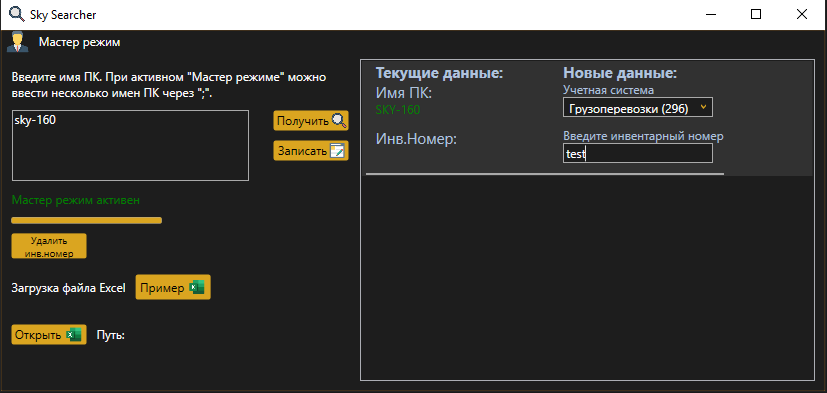 Sky Searcher
Мастер режим
Введите имя ПК. При активном "Мастер режиме" можно
ввести несколько имен ПК через ";".
sky-160
Получить
Записать
Мастер режим активен
Удалить
инв.номер
Загрузка файла Excel
Пример
Открыть
Путь:
Текущие данные:
Новые данные:
Имя ПК:
Учетная система
SKY-160
Грузоперевозки (296)
Инв.Номер:
Введите инвентарный номер
test